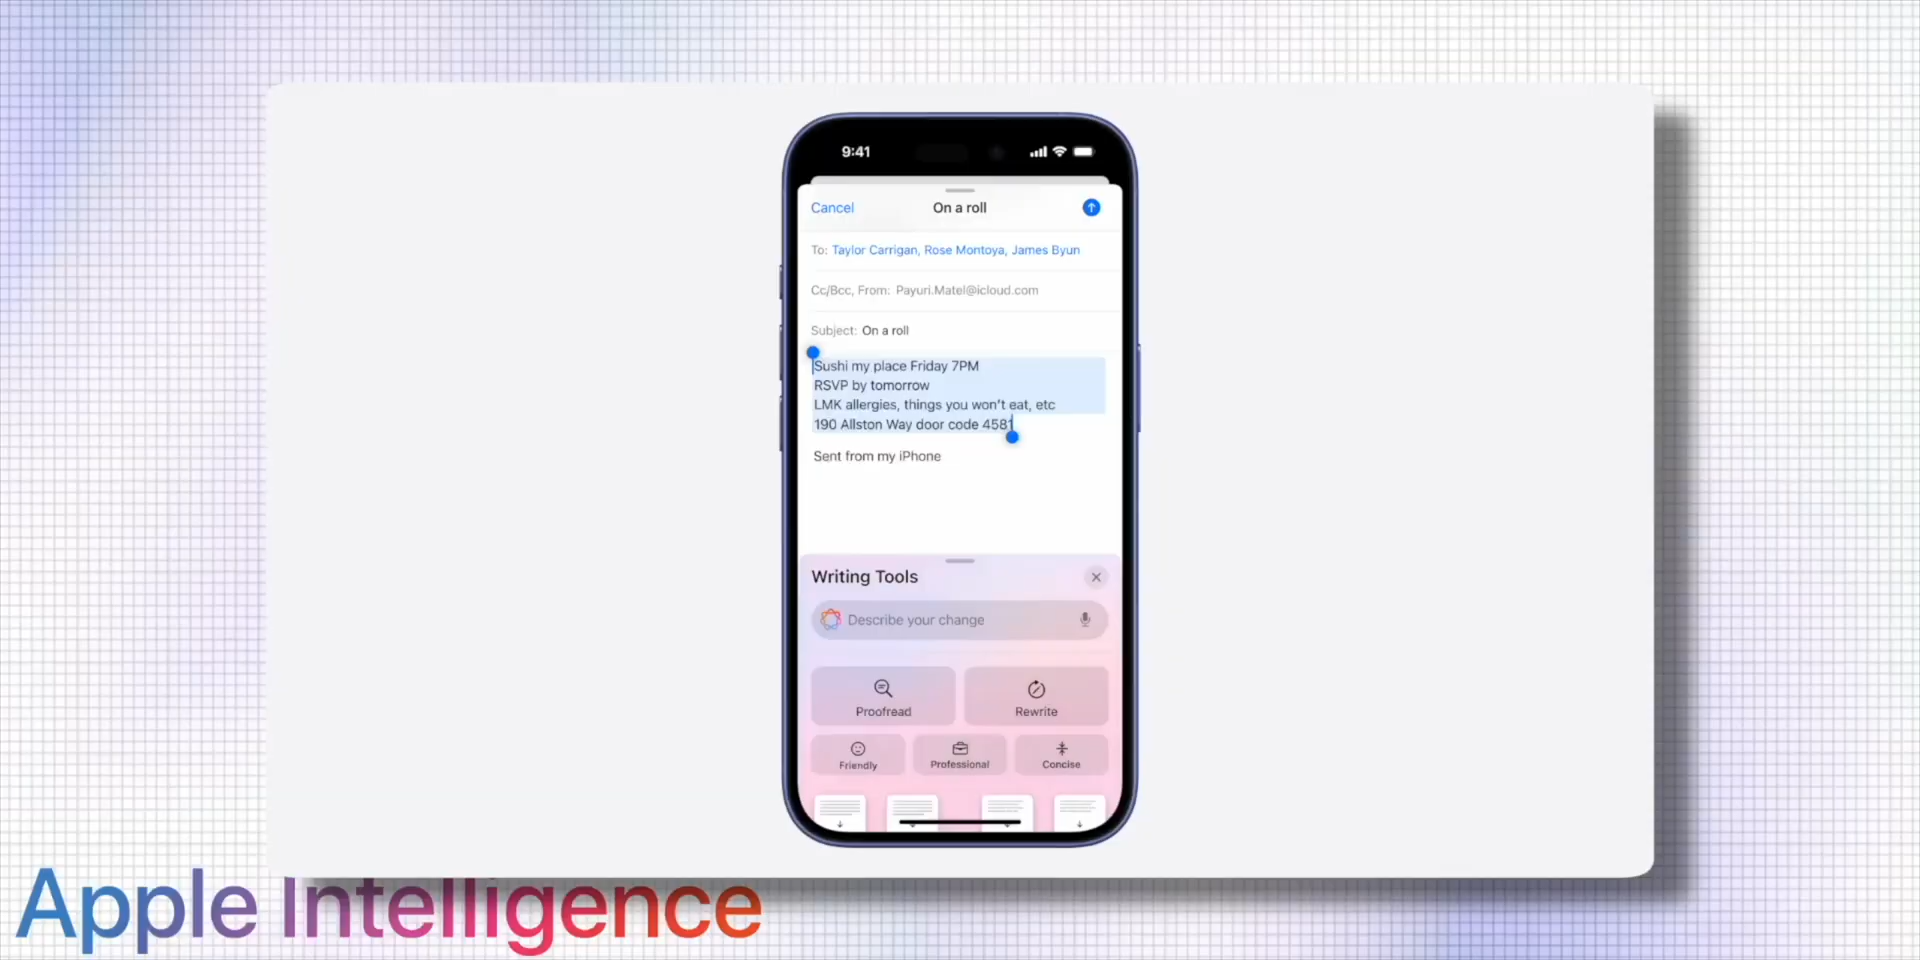 9:41
Cancel
On a roll
To: Taylor Carrigan, Rose Montoya, James Byun
Cc/Bcc, From: Payuri.Matel@icloud.com
Subject: On a roll
Sushi my place Friday 7PM
RSVP by tomorrow
LMK allergies, things you won't eat, etc
190 Allston Way door code 4581
Sent from my iPhone
Writing Tools
Describe your change
Proofread
Rewrite
Friendly
Professional
Concise
Apple Intelligence